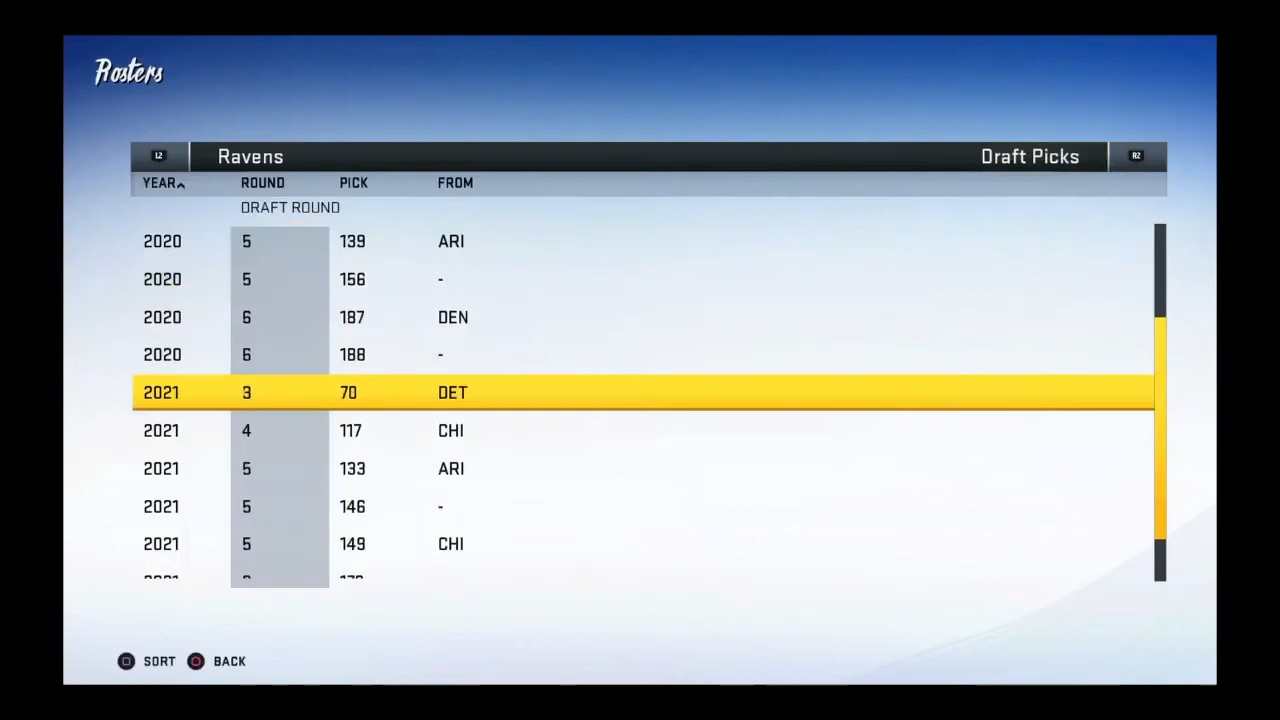 Rosters
L2 Ravens Draft Picks R2
YEAR ROUND PICK FROM
DRAFT ROUND
2020 5 139 ARI
2020 5 156 -
2020 6 187 DEN
2020 6 188 -
2021 3 70 DET
2021 4 117 CHI
2021 5 133 ARI
2021 5 146 -
2021 5 149 CHI
2021
SORT BACK